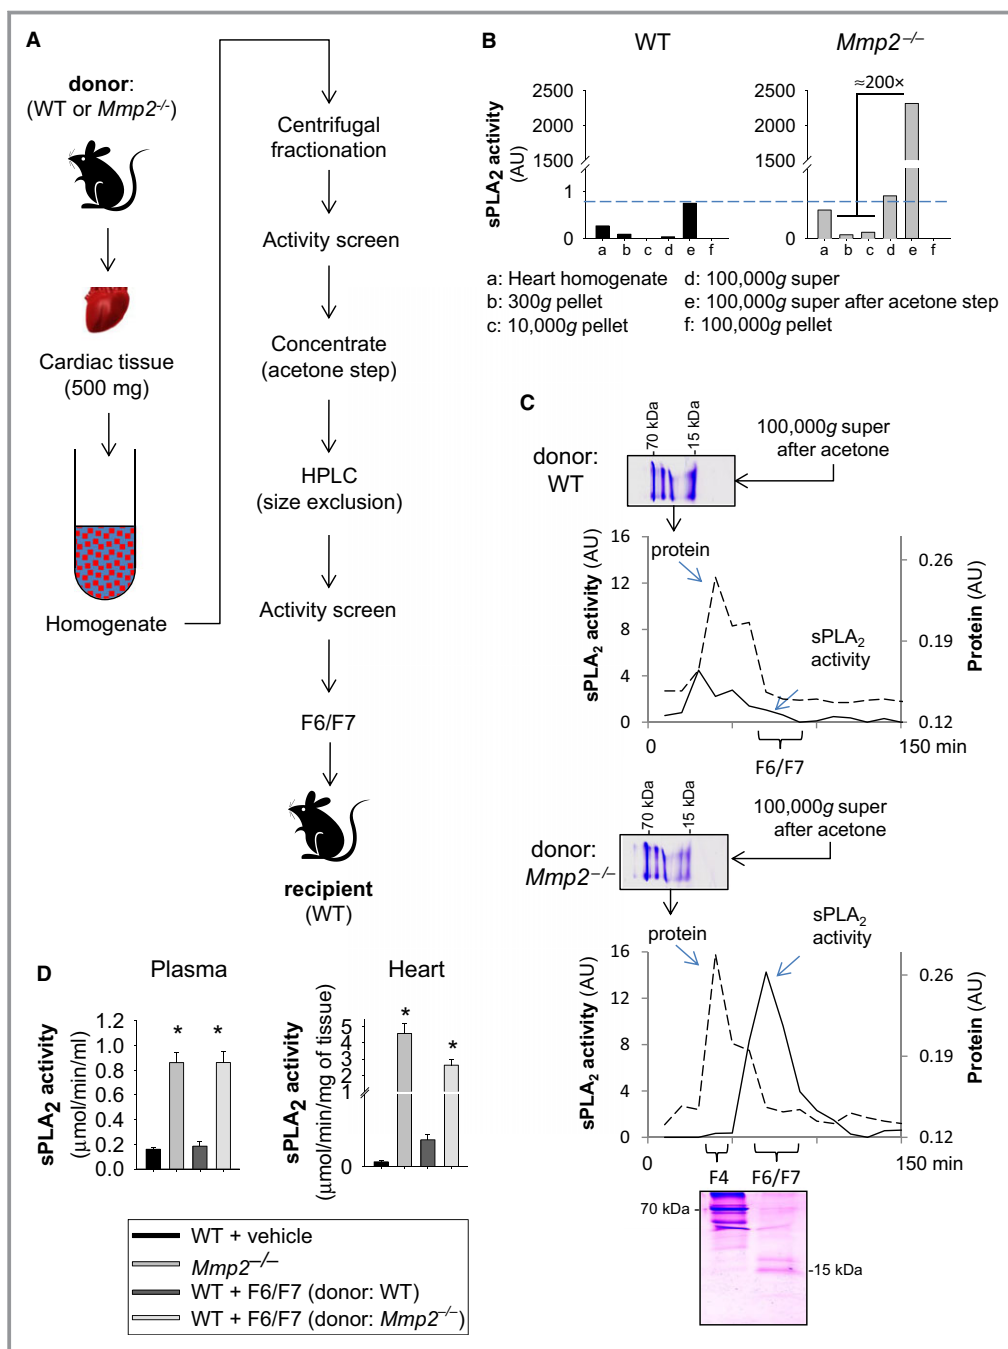 A
donor:
(WT or Mmp2-/-)
Cardiac tissue
(500 mg)
Homogenate
Centrifugal
fractionation
Activity screen
Concentrate
(acetone step)
HPLC
(size exclusion)
Activity screen
F6/F7
recipient
(WT)
B
WT
Mmp2–/–
sPLA2 activity
(AU)
2500
2000
1500
1
0
a b c d e f
≈200×
2500
2000
1500
1
0
a b c d e f
a: Heart homogenate
b: 300g pellet
c: 10,000g pellet
d: 100,000g super
e: 100,000g super after acetone step
f: 100,000g pellet
C
donor:
WT
-70 kDa
-15 kDa
100,000g super
after acetone
protein
sPLA2
activity
sPLA2 activity (AU)
16
12
8
4
0
Protein (AU)
0.26
0.19
0.12
0
150 min
F6/F7
donor:
Mmp2–/–
-70 kDa
-15 kDa
100,000g super
after acetone
protein
sPLA2
activity
sPLA2 activity (AU)
16
12
8
4
0
Protein (AU)
0.26
0.19
0.12
0
150 min
F4
F6/F7
70 kDa -
-15 kDa
D
Plasma
sPLA2 activity
(μmol/min/ml)
1.2
1.0
0.8
0.6
0.4
0.2
0.0
* *
Heart
sPLA2 activity
(μmol/min/mg of tissue)
5
4
3
2
1
0
* *
WT + vehicle
Mmp2–/–
WT + F6/F7 (donor: WT)
WT + F6/F7 (donor: Mmp2–/–)